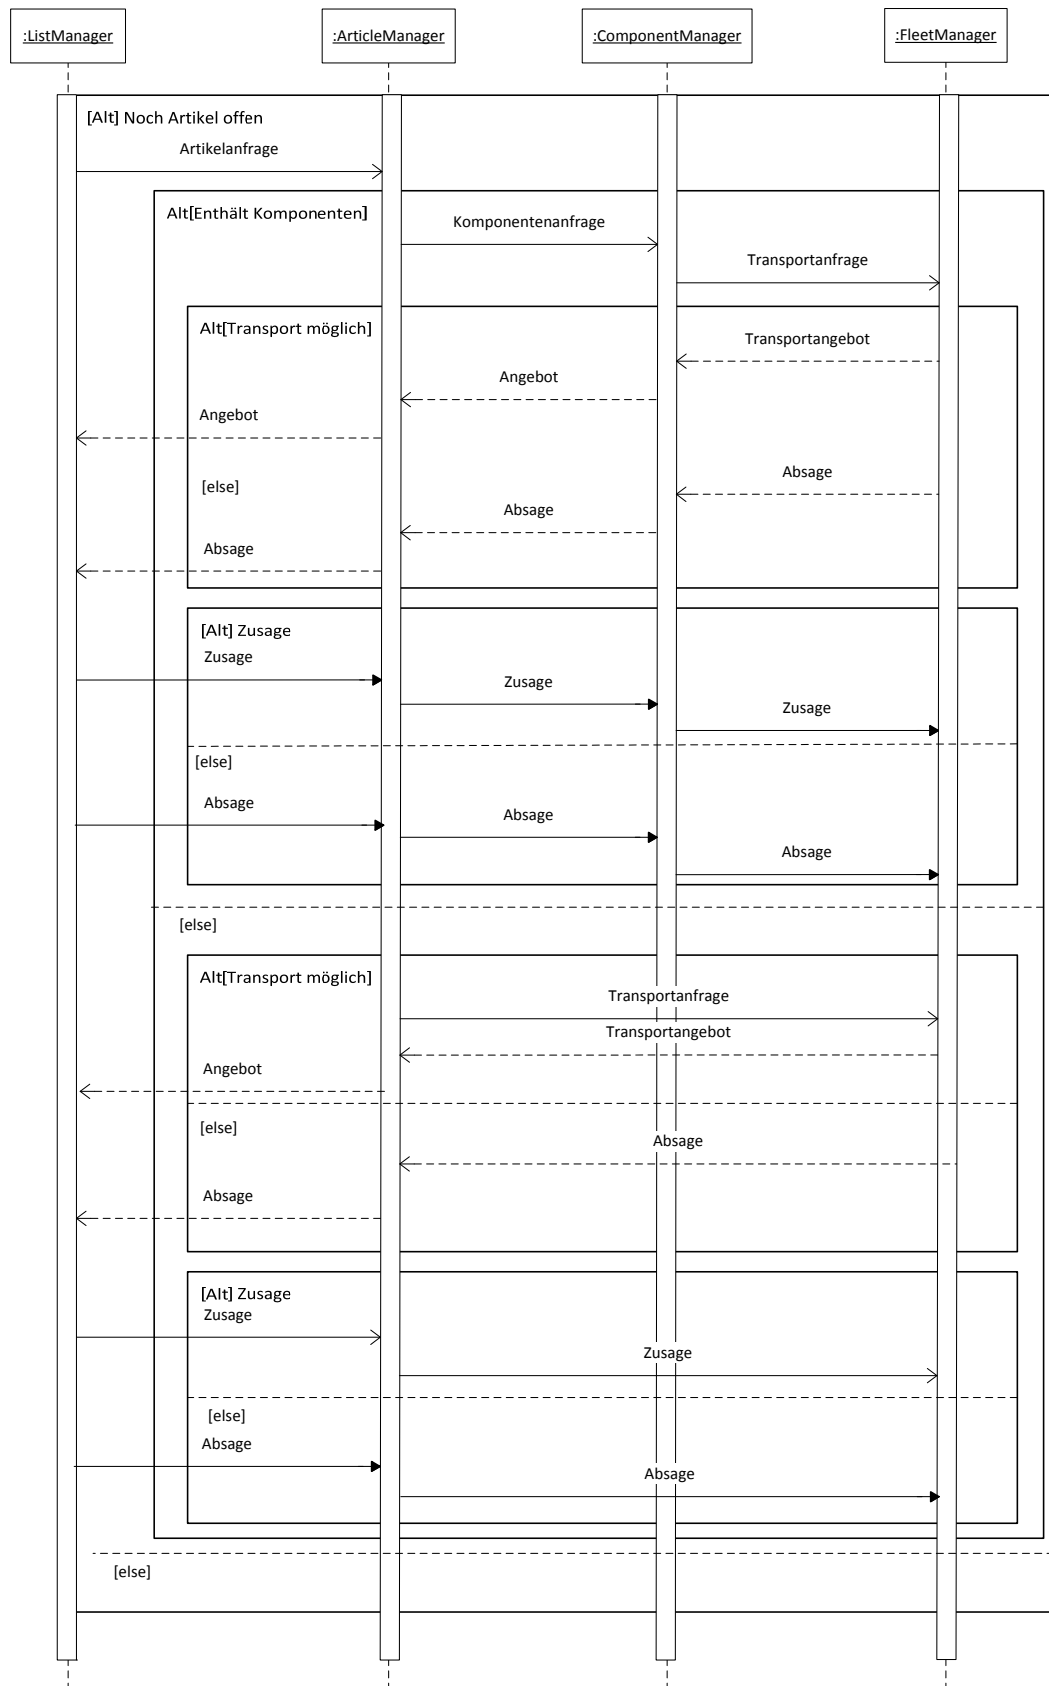 :ListManager
:ArticleManager
:ComponentManager
:FleetManager
[Alt] Noch Artikel offen
Artikelanfrage
Alt[Enthält Komponenten]
Komponentenanfrage
Transportanfrage
Alt[Transport möglich]
Transportangebot
Angebot
Angebot
Absage
[else]
Absage
Absage
[Alt] Zusage
Zusage
Zusage
Zusage
[else]
Absage
Absage
Absage
[else]
Alt[Transport möglich]
Transportanfrage
Transportangebot
Angebot
[else]
Absage
Absage
[Alt] Zusage
Zusage
Zusage
[else]
Absage
Absage
[else]